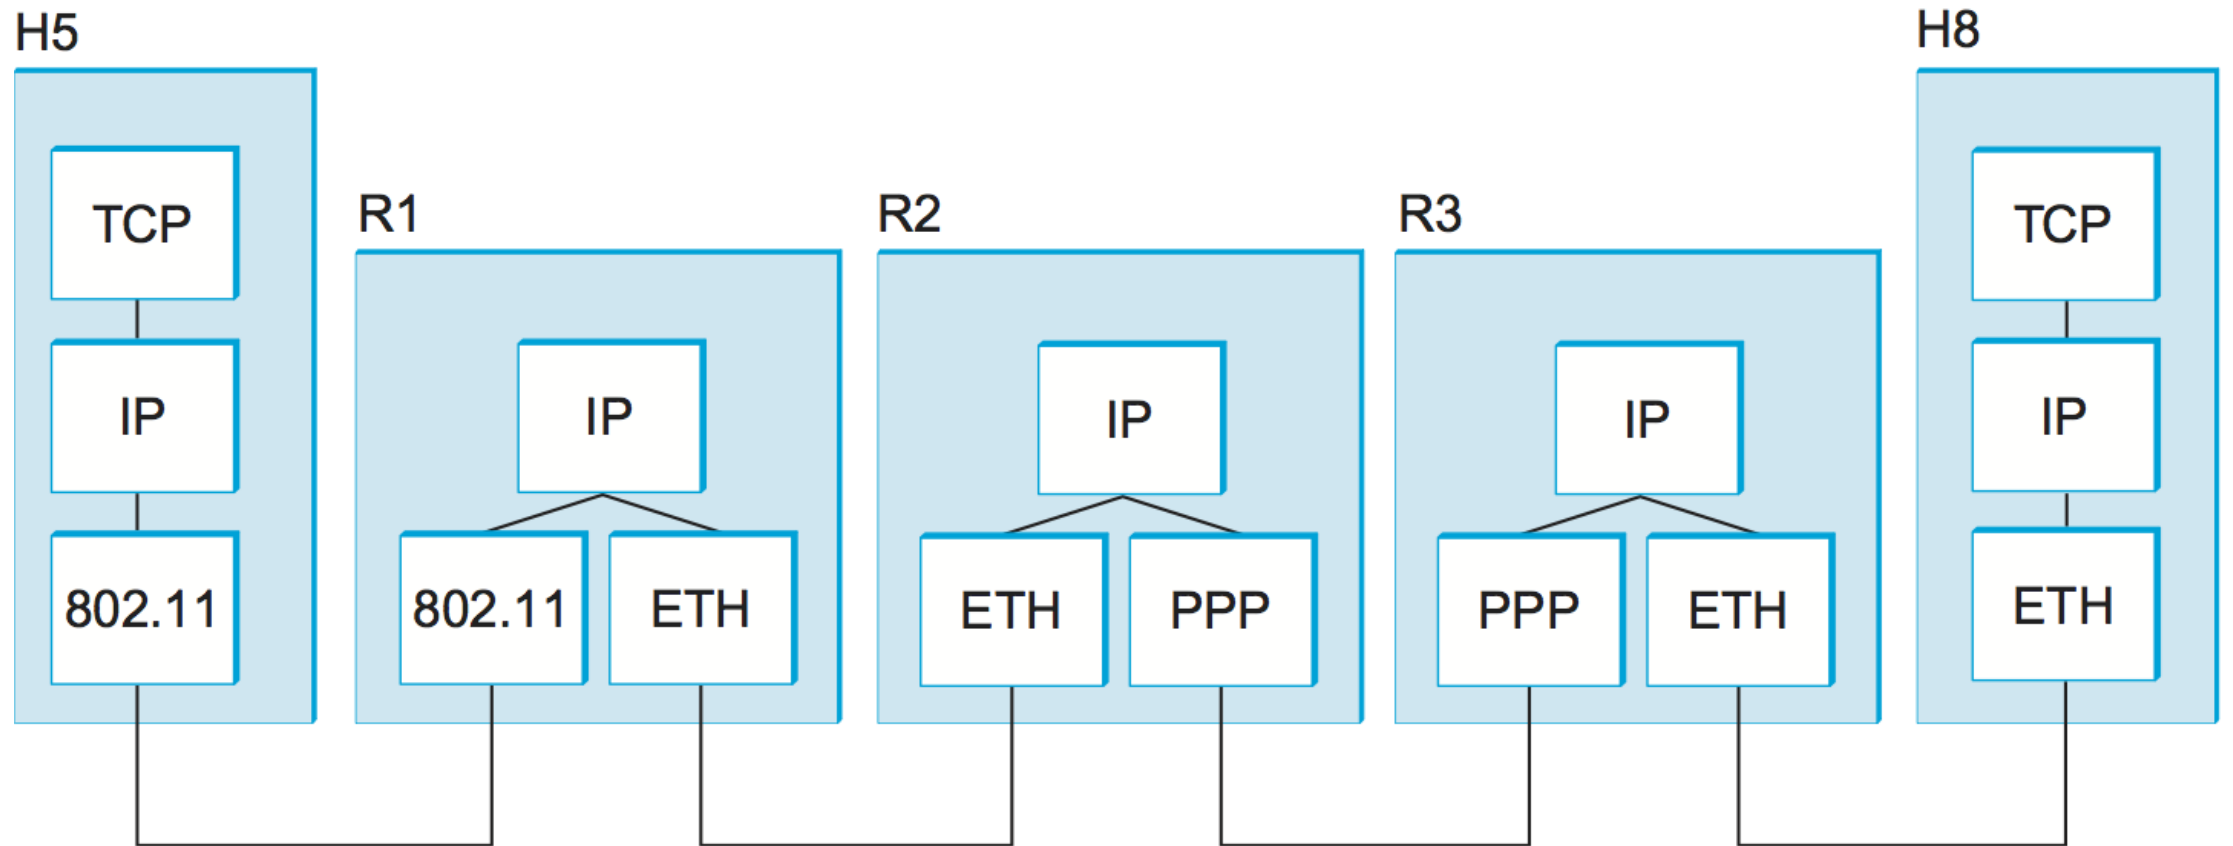 H5
TCP
IP
802.11
R1
IP
802.11
ETH
R2
IP
ETH
PPP
R3
IP
PPP
ETH
H8
TCP
IP
ETH